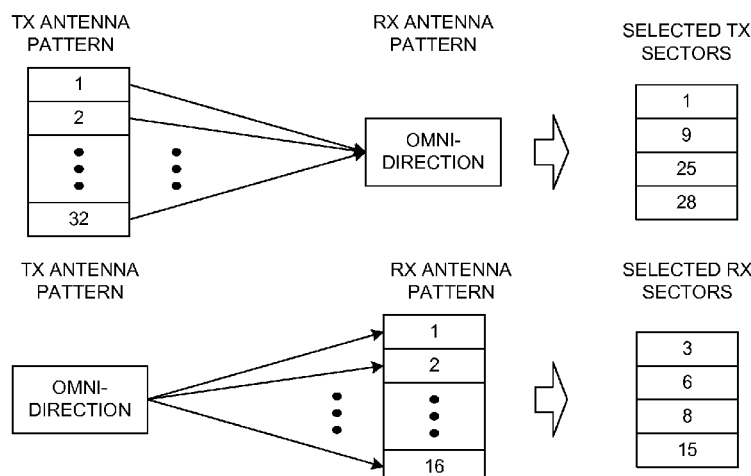 TX ANTENNA
PATTERN
RX ANTENNA
PATTERN
SELECTED TX
SECTORS
1
2
32
OMNI-
DIRECTION
1
9
25
28
TX ANTENNA
PATTERN
RX ANTENNA
PATTERN
SELECTED RX
SECTORS
OMNI-
DIRECTION
1
2
16
3
6
8
15